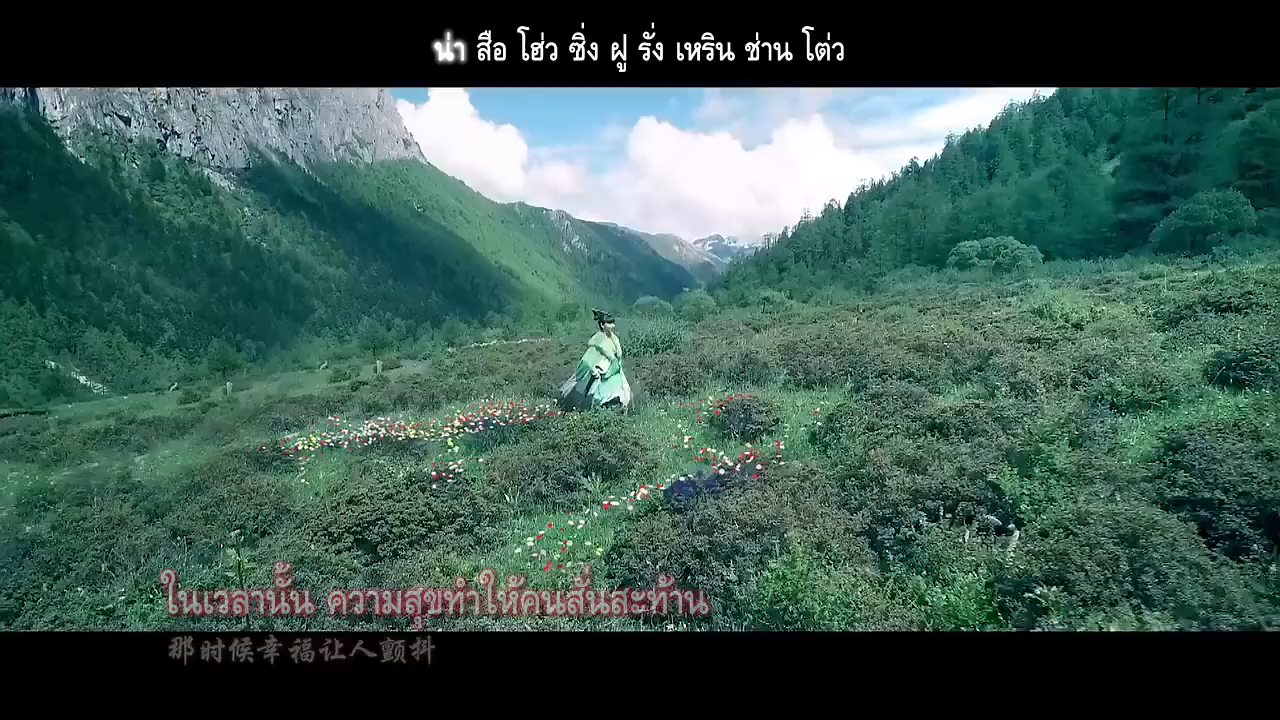 น่า สือ โฮ่ว ซิ่ง ฝู รั่ง เหริน ช่าน โต่ว
ในเวลานั้น ความสุขทำให้คนสั่นสะท้าน
那时候幸福让人颤抖